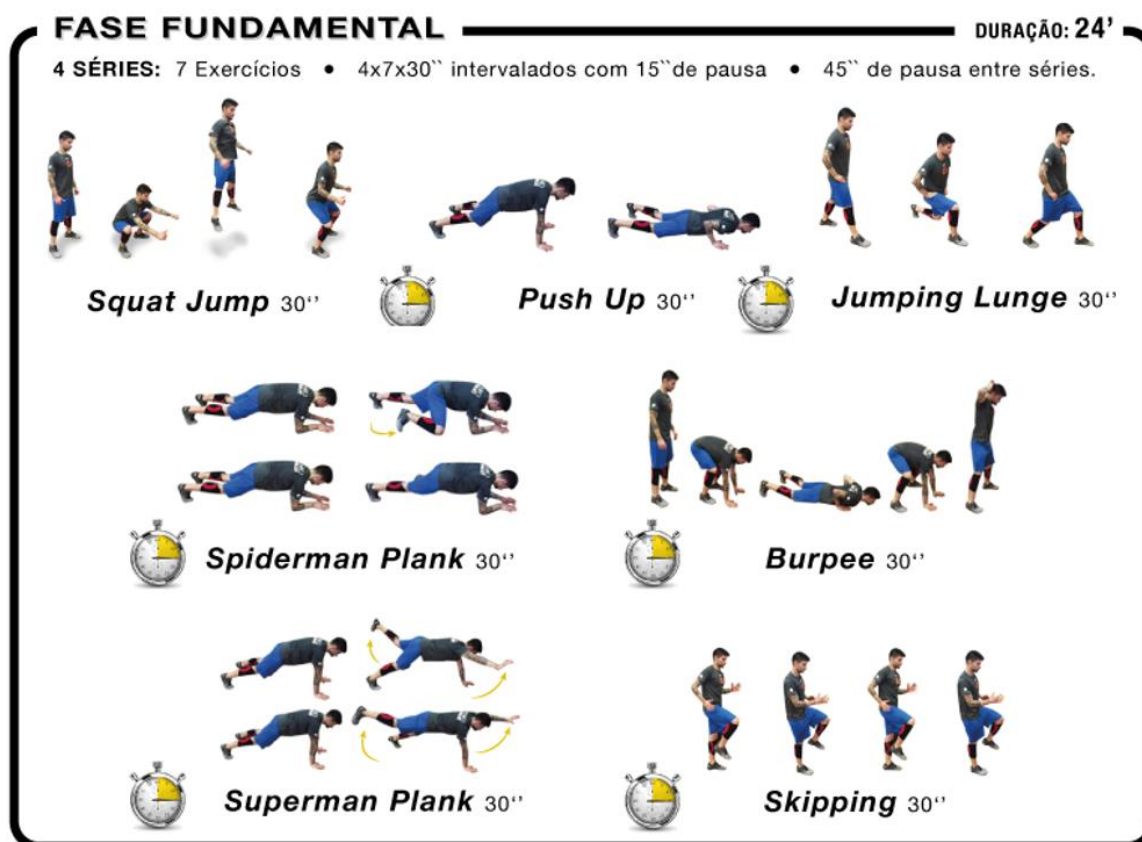 FASE FUNDAMENTAL
DURAÇÃO: 24'
4 SÉRIES: 7 Exercícios • 4x7x30`` intervalados com 15``de pausa • 45`` de pausa entre séries.
Squat Jump 30‘’
Push Up 30‘’
Jumping Lunge 30‘’
Spiderman Plank 30‘’
Burpee 30‘’
Superman Plank 30‘’
Skipping 30‘’